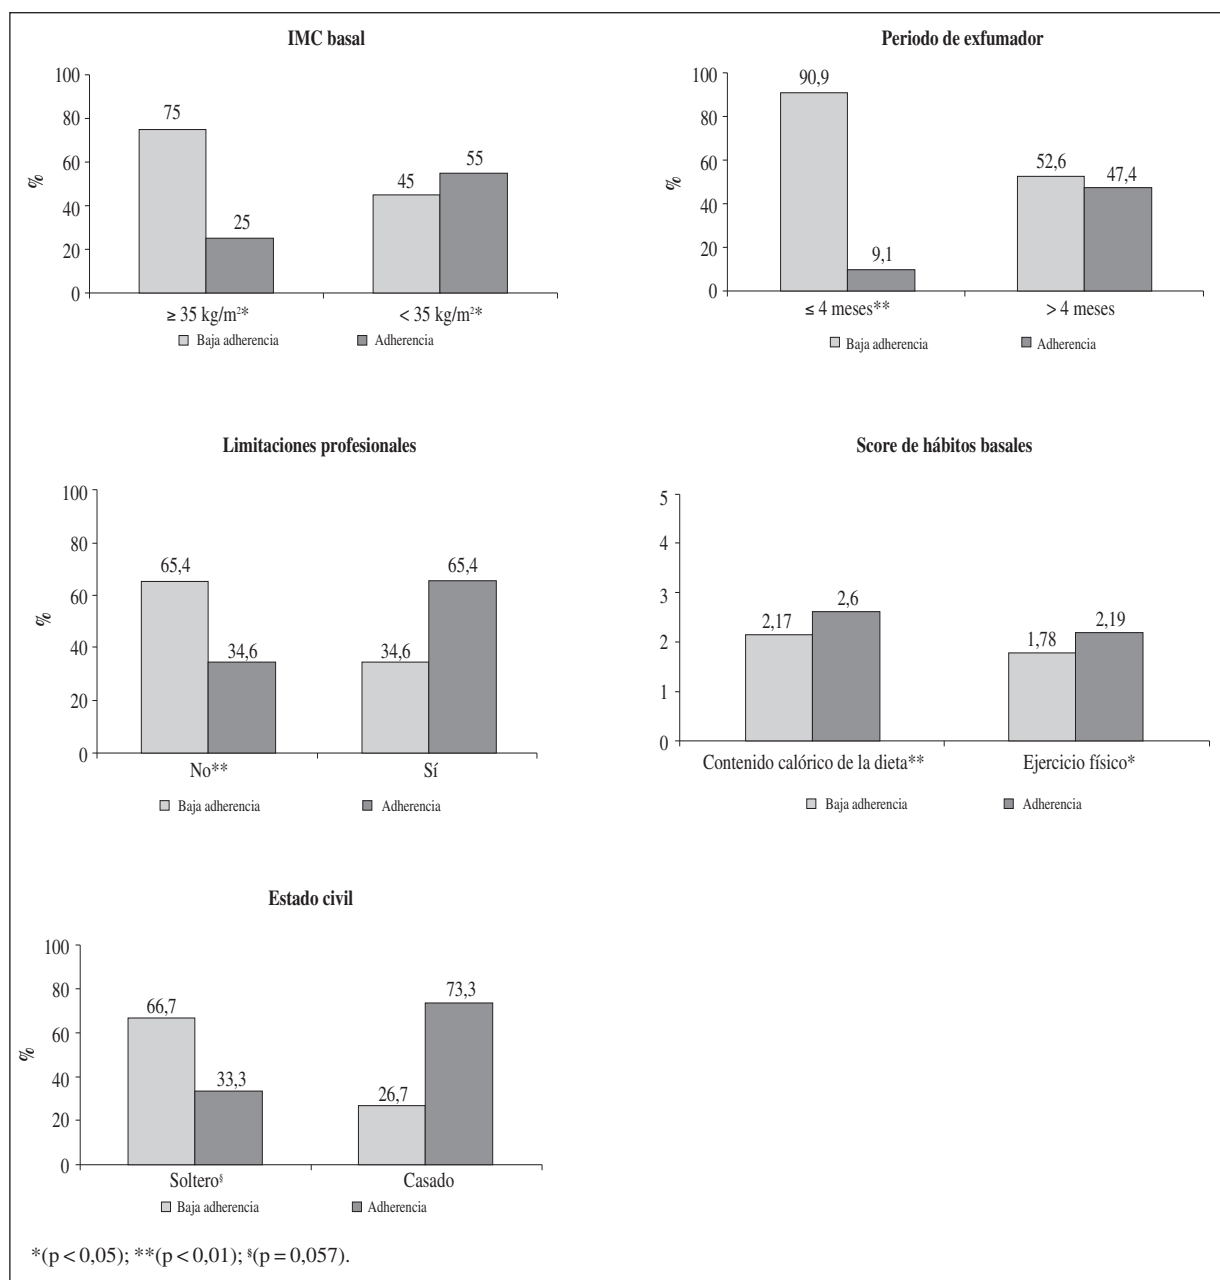 IMC basal
100
80
60
40
20
0
%
75
25
45
55
≥ 35 kg/m²*
< 35 kg/m²*
Baja adherencia
Adherencia
Periodo de exfumador
100
80
60
40
20
0
%
90,9
9,1
52,6
47,4
≤ 4 meses**
> 4 meses
Baja adherencia
Adherencia
Limitaciones profesionales
100
80
60
40
20
0
%
65,4
34,6
34,6
65,4
No**
Sí
Baja adherencia
Adherencia
Score de hábitos basales
5
4
3
2
1
0
2,17
2,6
1,78
2,19
Contenido calórico de la dieta**
Ejercicio físico*
Baja adherencia
Adherencia
Estado civil
100
80
60
40
20
0
%
66,7
33,3
26,7
73,3
Soltero§
Casado
Baja adherencia
Adherencia
*(p < 0,05); **(p < 0,01); §(p = 0,057).